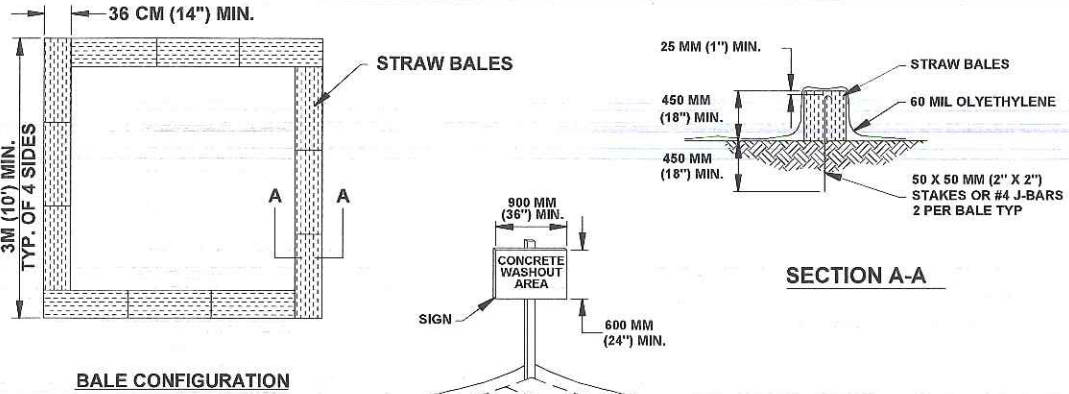 36 CM (14") MIN.
3M (10') MIN.
TYP. OF 4 SIDES
STRAW BALES
A
A
BALE CONFIGURATION
900 MM
(36") MIN.
CONCRETE
WASHOUT
AREA
SIGN
600 MM
(24") MIN.
25 MM (1") MIN.
450 MM
(18") MIN.
450 MM
(18") MIN.
STRAW BALES
60 MIL OLYETHYLENE
50 X 50 MM (2" X 2")
STAKES OR #4 J-BARS
2 PER BALE TYP
SECTION A-A